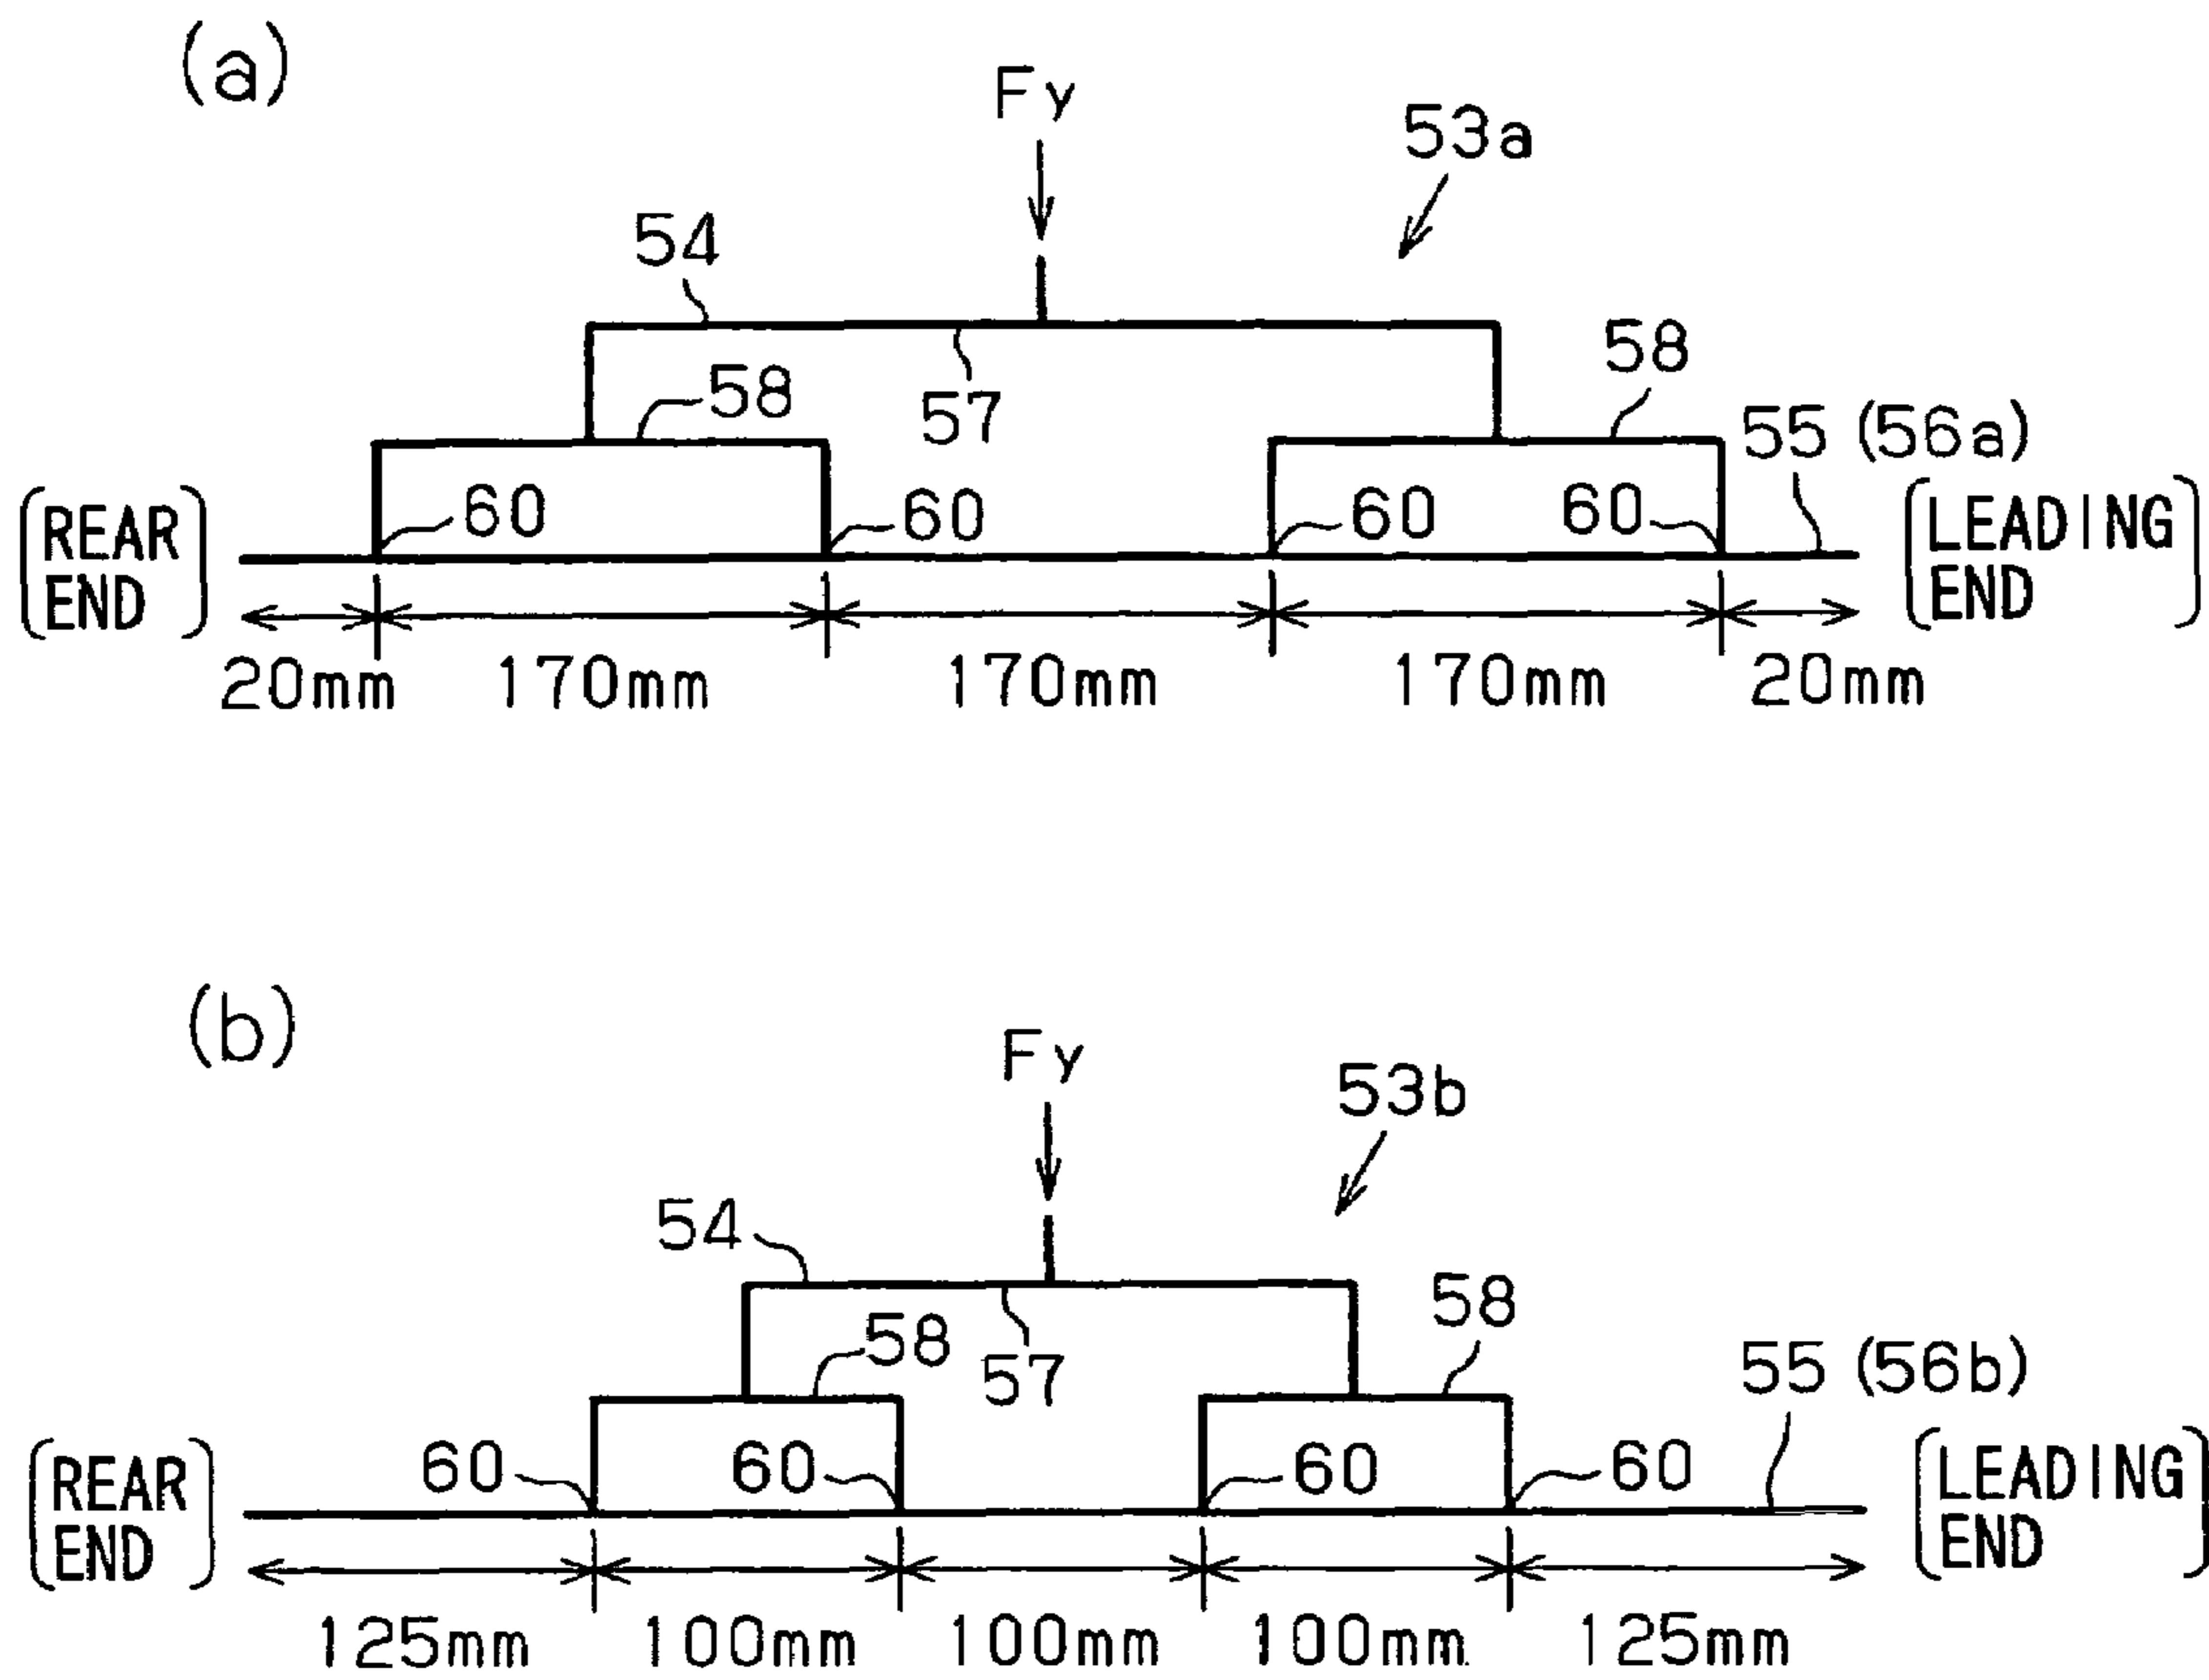 (a)
Fy
53a
54
58
58
57
55 (56a)
REAR
END
60
60
60
60
LEADING
END
20mm
170mm
170mm
170mm
20mm
(b)
Fy
53b
54
58
58
57
55 (56b)
REAR
END
60
60
60
60
LEADING
END
125mm
100mm
100mm
100mm
125mm